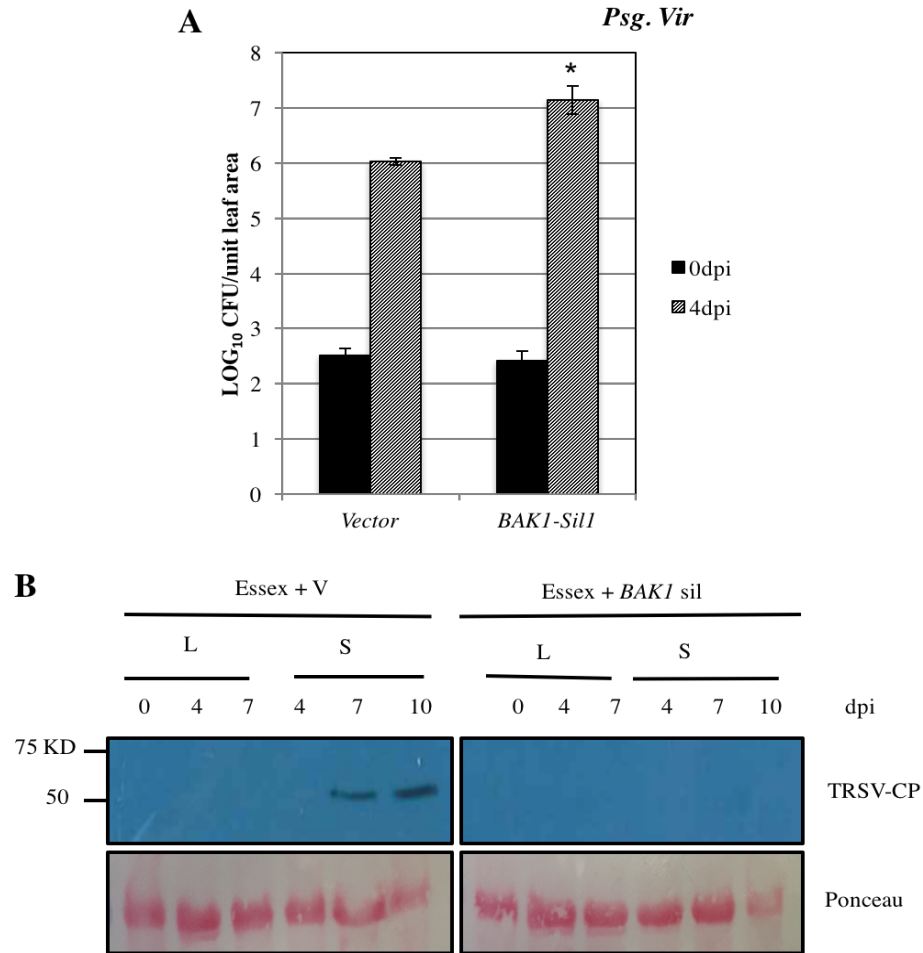 A
Psg. Vir
8
7
6
5
4
3
2
1
0
LOG₁₀ CFU/unit leaf area
*
0dpi
4dpi
Vector
BAK1-Sil1
B
Essex + V
Essex + BAK1 sil
L
S
L
S
0 4 7 4 7 10
0 4 7 4 7 10
dpi
75 KD
50
TRSV-CP
Ponceau